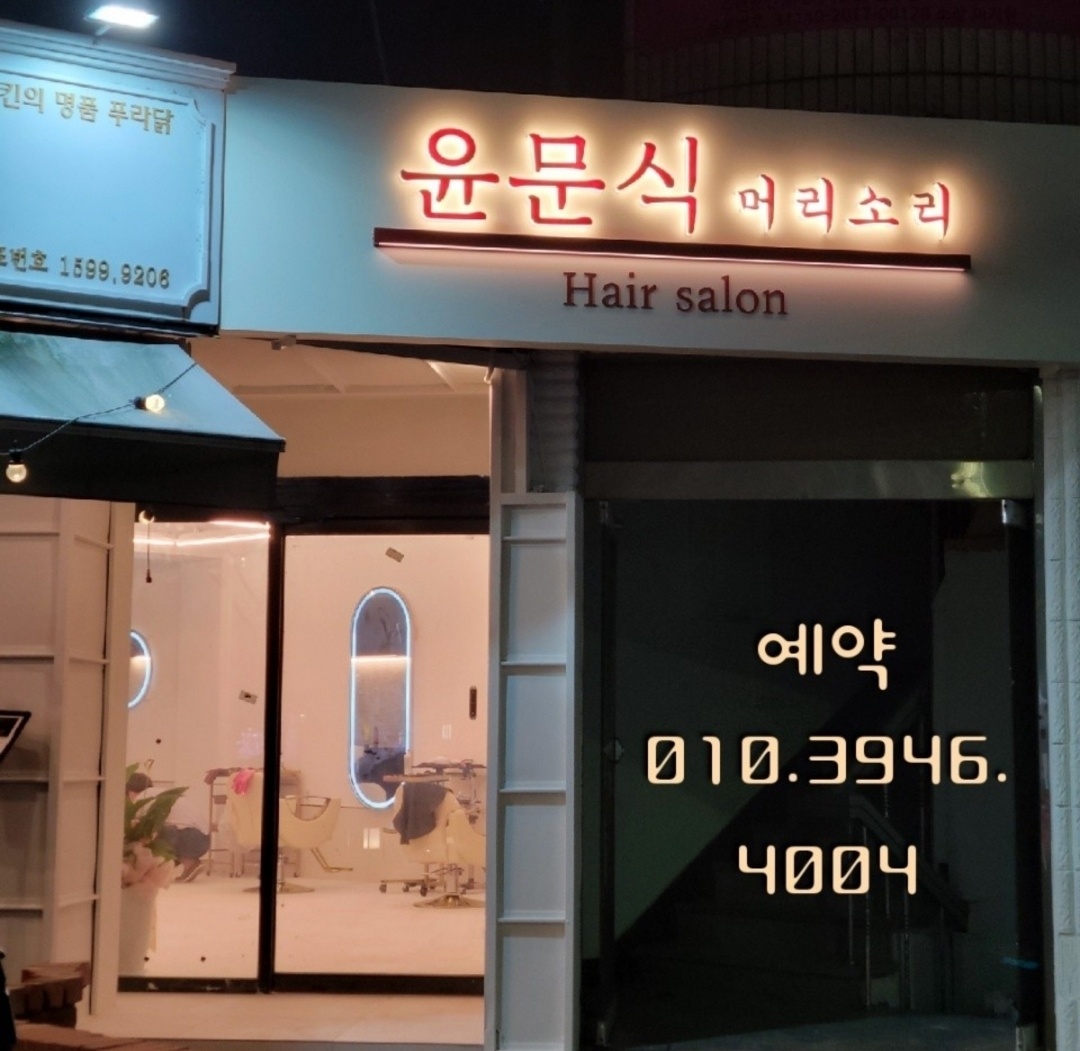 킨의 명품 푸라닭
표번호 1599.9206
윤문식 머리소리
Hair salon
예약
010.3946.
4004